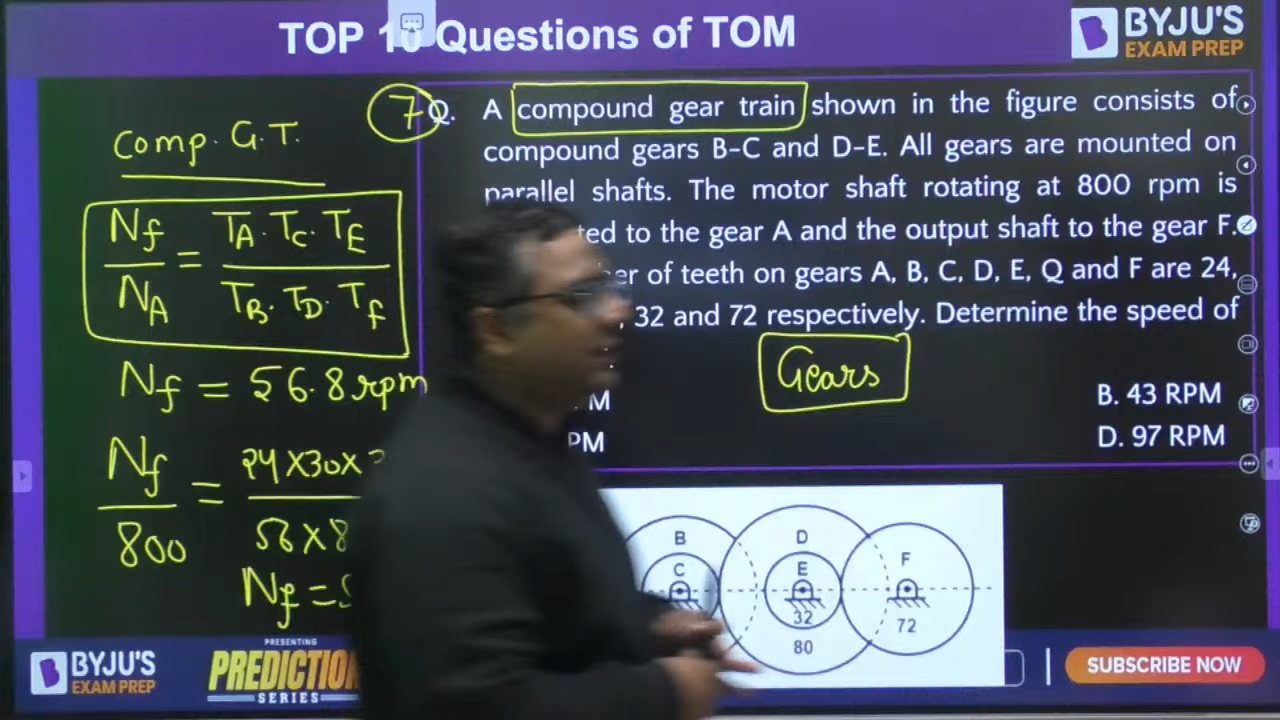 TOP 10 Questions of TOM
BYJU'S
EXAM PREP
Comp. G.T.
Nf / NA = TA.TC.TE / TB.TD.Tf
Nf = 56.8 rpm
Nf / 800 = 24X30X
56X8
Nf =
7
Q. A compound gear train shown in the figure consists of
compound gears B-C and D-E. All gears are mounted on
parallel shafts. The motor shaft rotating at 800 rpm is
ted to the gear A and the output shaft to the gear F.
er of teeth on gears A, B, C, D, E, Q and F are 24,
, 32 and 72 respectively. Determine the speed of
Gears
M
B. 43 RPM
PM
D. 97 RPM
B
C
D
E
32
80
F
72
BYJU'S
EXAM PREP
PRESENTING
PREDICTION
SERIES
SUBSCRIBE NOW